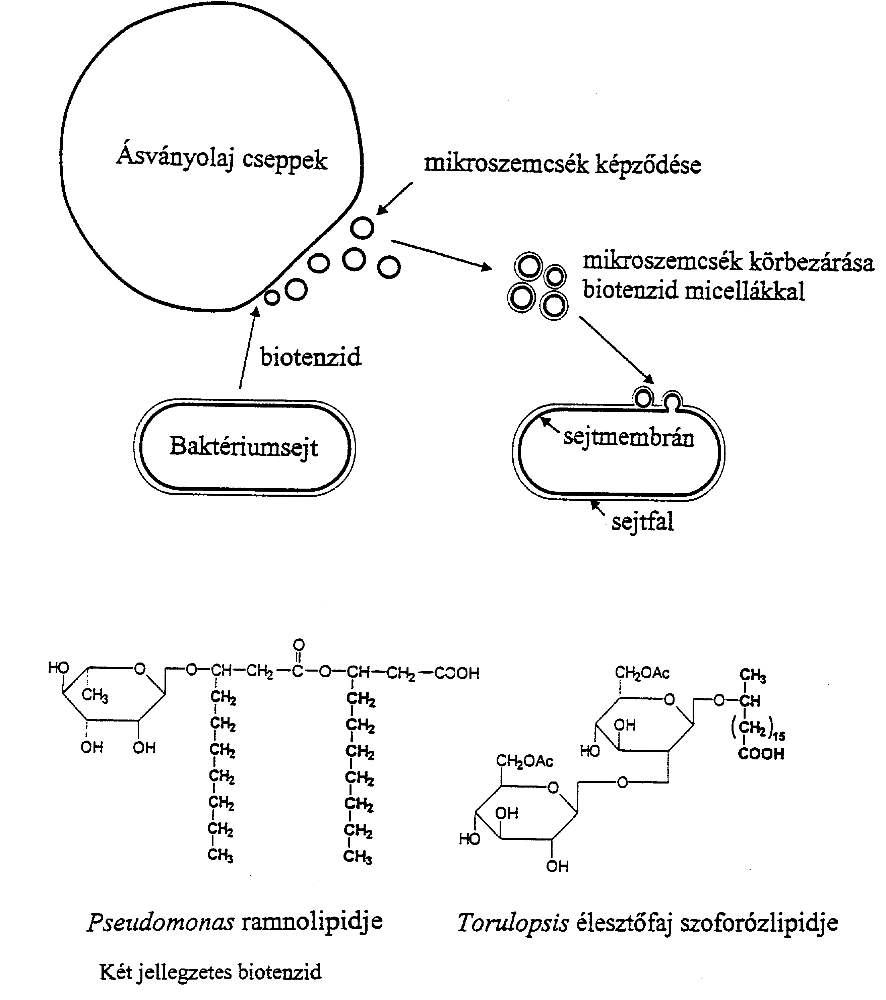 Ásványolaj cseppek
mikroszemcsék képződése
mikroszemcsék körbezárása
biotenzid micellákkal
biotenzid
Baktériumsejt
sejtmembrán
sejtfal
HO
O
O
CH
CH₂
C
O
O
CH
CH₂
COOH
CH₃
OH
OH
CH₂
CH₂
CH₂
CH₂
CH₂
CH₂
CH₃
CH₂
CH₂
CH₂
CH₂
CH₂
CH₂
CH₃
CH₂OAc
O
O
CH
CH₃
(CH₂)₁₅
COOH
OH
HO
CH₂OAc
O
O
OH
HO
OH
Pseudomonas ramnolipidje
Torulopsis élesztőfaj szoforózlipidje
Két jellegzetes biotenzid